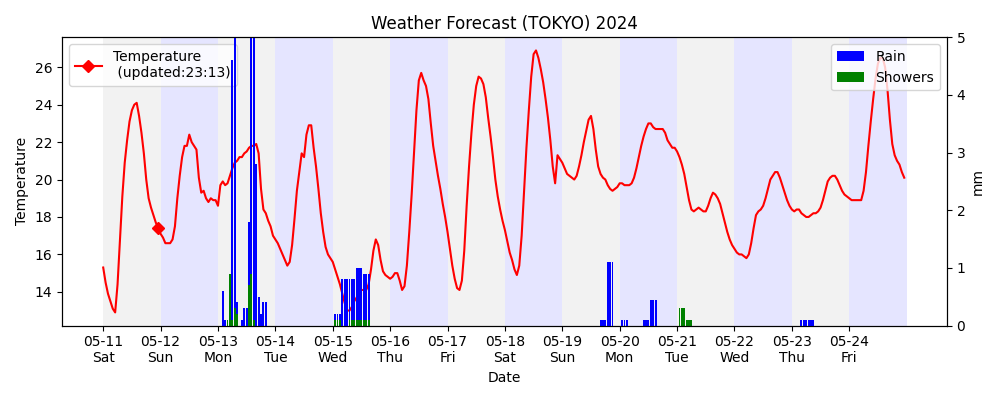 Weather Forecast (TOKYO) 2024
Temperature
(updated:23:13)
Rain
Showers
26
24
22
20
18
16
14
Temperature
5
4
3
2
1
0
mm
05-11 05-12 05-13 05-14 05-15 05-16 05-17 05-18 05-19 05-20 05-21 05-22 05-23 05-24
Sat Sun Mon Tue Wed Thu Fri Sat Sun Mon Tue Wed Thu Fri
Date